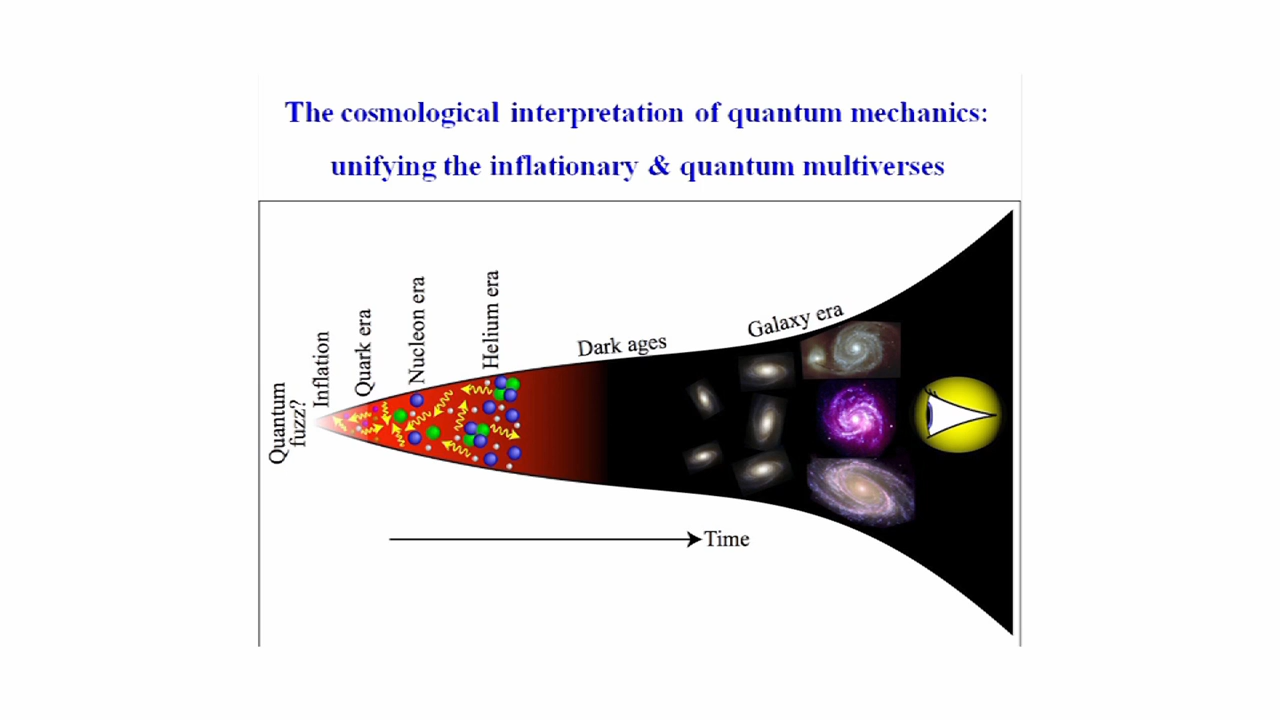 The cosmological interpretation of quantum mechanics:
unifying the inflationary & quantum multiverses
Quantum
fuzz?
Inflation
Quark era
Nucleon era
Helium era
Dark ages
Galaxy era
Time